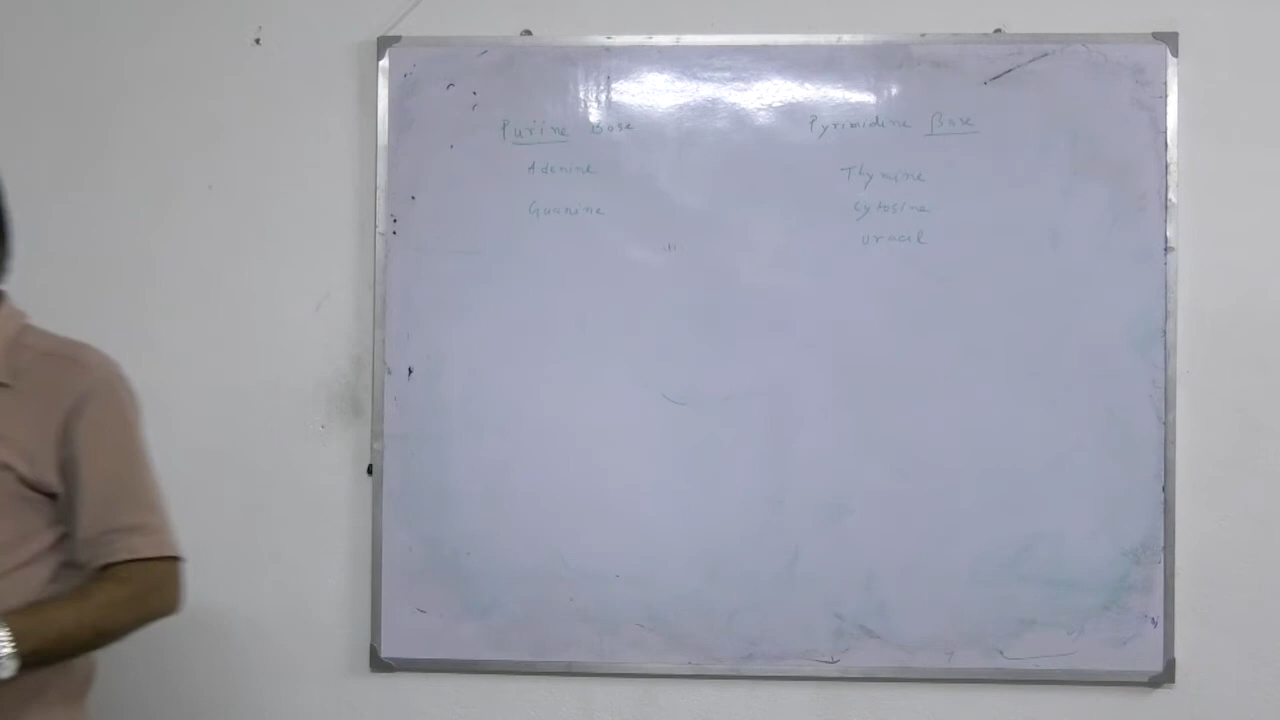 Purine Base
Adenine
Guanine
Pyrimidine Base
Thymine
Cytosine
Uracil